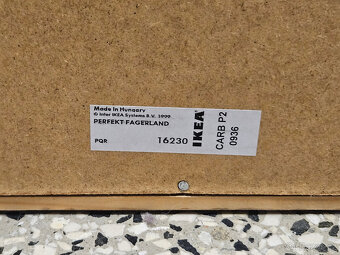 Made in Hungary
© Inter IKEA Systems B.V. 1999
PERFEKT FAGERLAND
PQR 16230
IKEA
CARB P2
0936